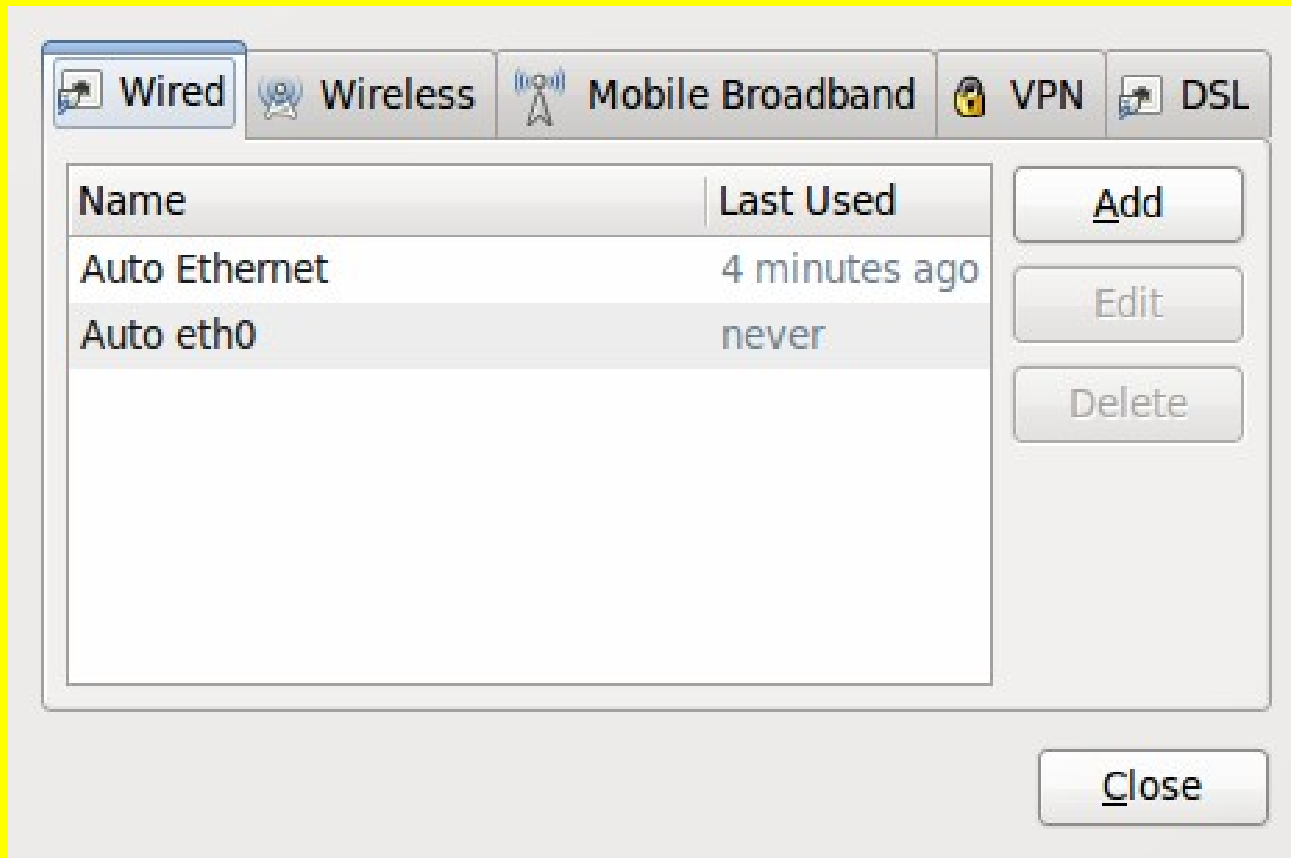 Wired Wireless Mobile Broadband VPN DSL
Name Last Used
Auto Ethernet 4 minutes ago
Auto eth0 never
Add
Edit
Delete
Close